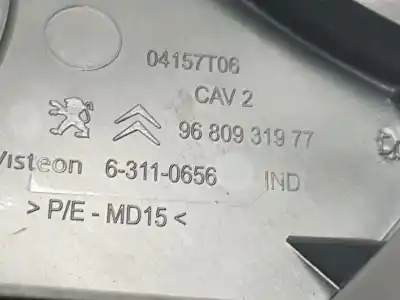 04157T06
CAV 2
96 809 319 77
Visteon 6-311-0656 IND
> P/E - MD15 <